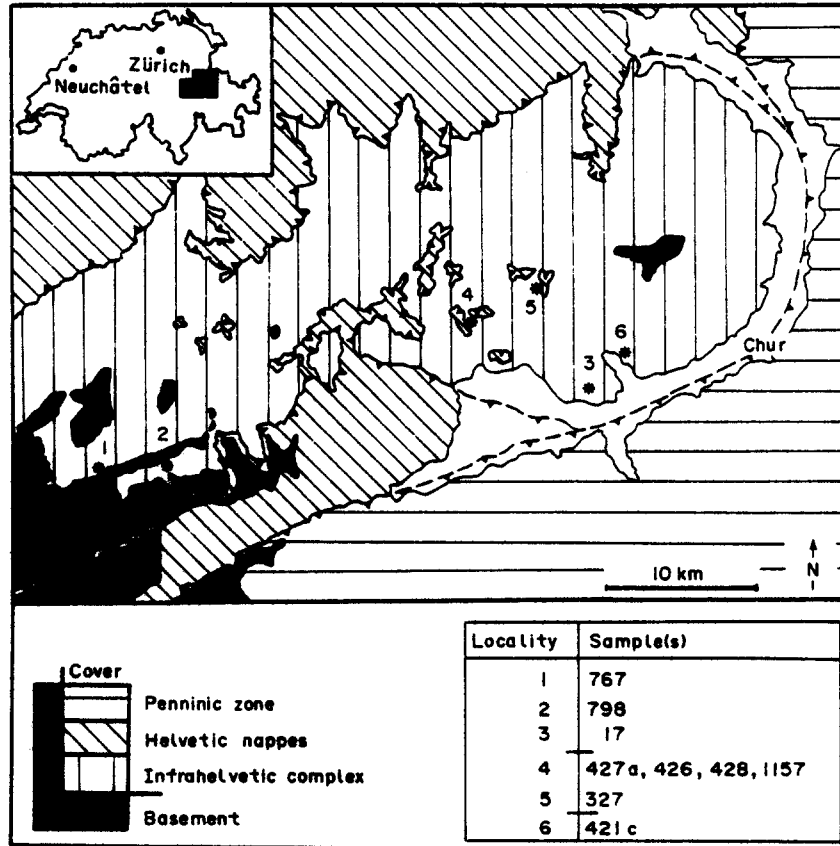 Zürich
Neuchâtel
4
5
6
3
Chur
2
1
10 km
N
Cover
Penninic zone
Helvetic nappes
Infrahelvetic complex
Basement
Locality Sample(s)
1 767
2 798
3 17
4 427a, 426, 428, 1157
5 327
6 421c